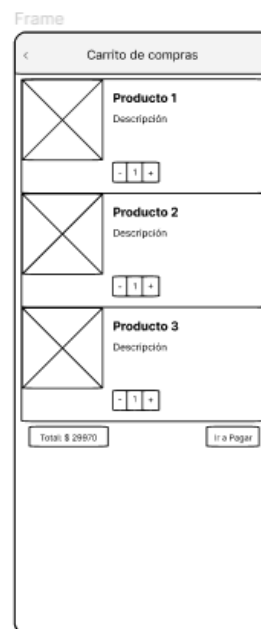 Frame
< Carrito de compras
Producto 1
Descripción
- 1 +
Producto 2
Descripción
- 1 +
Producto 3
Descripción
- 1 +
Total: $ 29970
Ir a Pagar